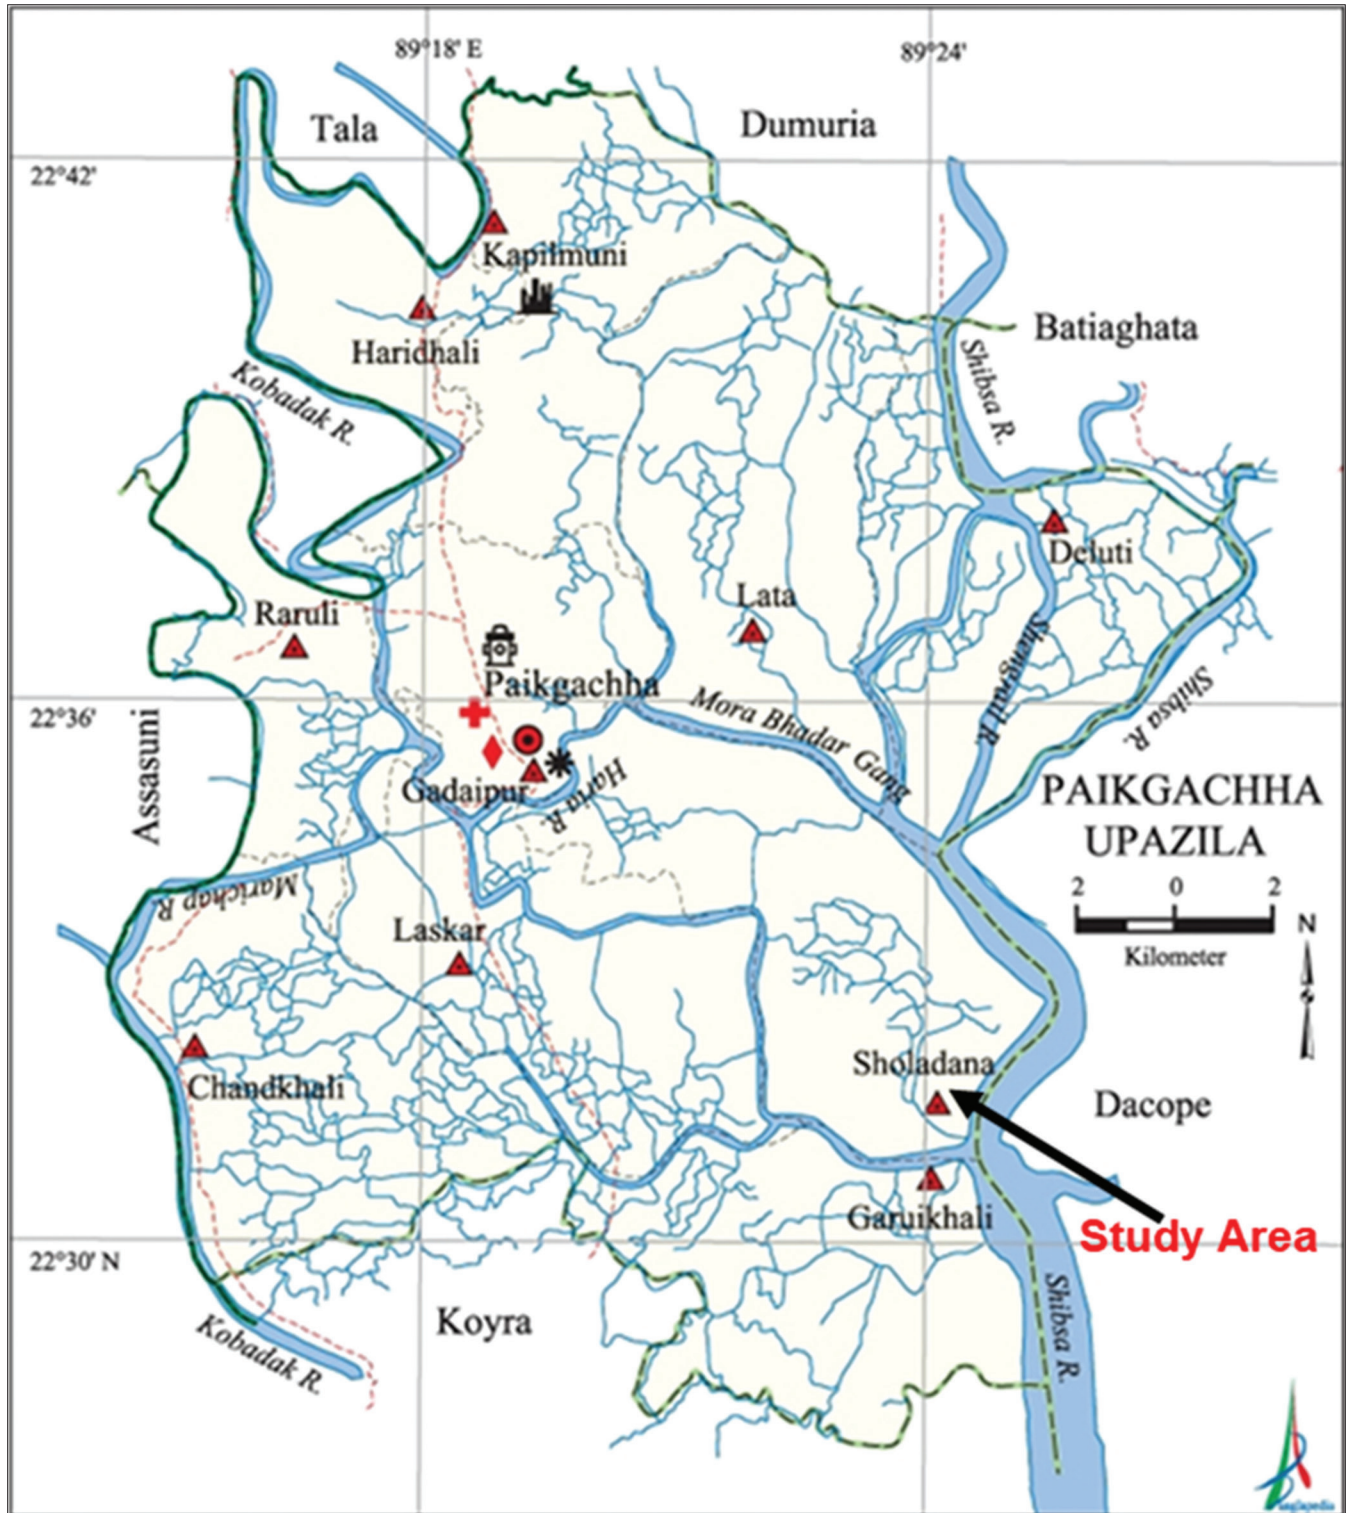 89°18' E
89°24'
Tala
Dumuria
22°42'
Kapilmuni
Batiaghata
Haridhali
Shibsa R.
Kobadak R.
Deluti
Lata
Raruli
Shengrail R.
Paikgachha
22°36'
Mora Bhadar Gang
Shibsa R.
Assasuni
Gadaipur
Haria R.
PAIKGACHHA
UPAZILA
2 0 2
Kilometer
N
Marichap R.
Laskar
Sholadana
Chandkhali
Dacope
Garuikhali
Study Area
22°30' N
Koyra
Shibsa R.
Kobadak R.